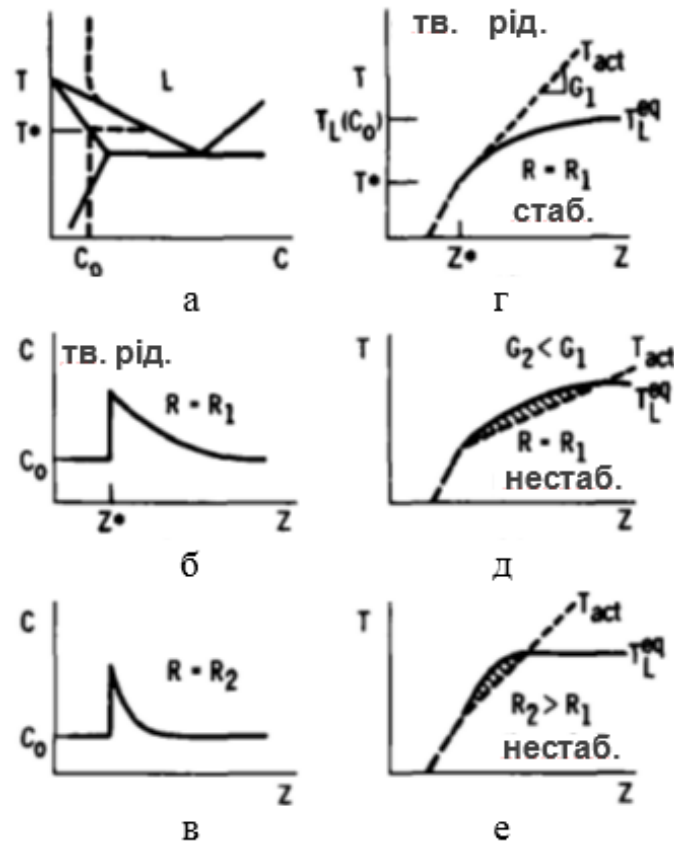 T
L
T*
C₀
C
а
тв. рід.
T
T_L(C₀)
T*
T_act
G₁
T_L^eq
R = R₁
стаб.
Z*
Z
г
C
тв. рід.
R = R₁
C₀
Z*
Z
б
T
G₂ < G₁
T_act
T_L^eq
R = R₁
нестаб.
Z
д
C
R = R₂
C₀
Z
в
T
T_act
T_L^eq
R₂ > R₁
нестаб.
Z
е